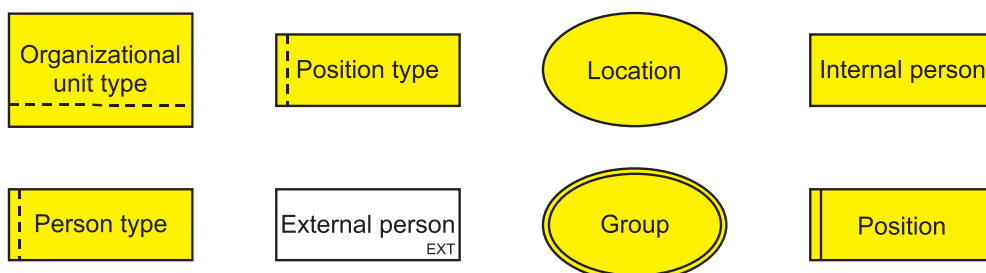 Organizational
unit type
Position type
Location
Internal person
Person type
External person
EXT
Group
Position